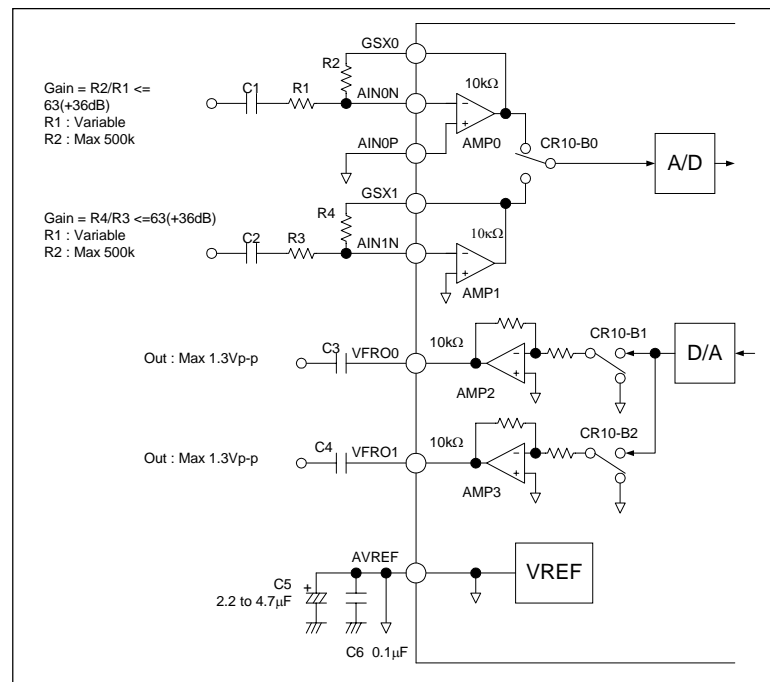 GSX0
Gain = R2/R1 <=
63(+36dB)
R1 : Variable
R2 : Max 500k
C1
R1
R2
AIN0N
10kΩ
AMP0
AIN0P
CR10-B0
A/D
GSX1
Gain = R4/R3 <=63(+36dB)
R1 : Variable
R2 : Max 500k
C2
R3
R4
AIN1N
10κΩ
AMP1
Out : Max 1.3Vp-p
C3
VFRO0
10kΩ
AMP2
CR10-B1
D/A
Out : Max 1.3Vp-p
C4
VFRO1
10kΩ
AMP3
CR10-B2
AVREF
VREF
C5
2.2 to 4.7µF
+
C6 0.1µF